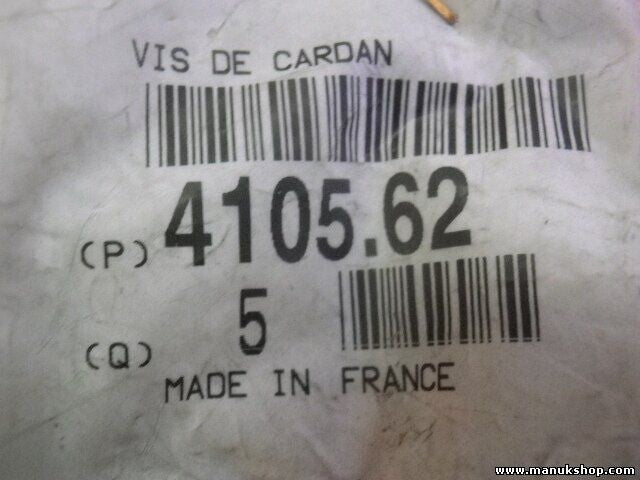 VIS DE CARDAN
(P) 4105.62
(Q) 5
MADE IN FRANCE
www.manukshop.com